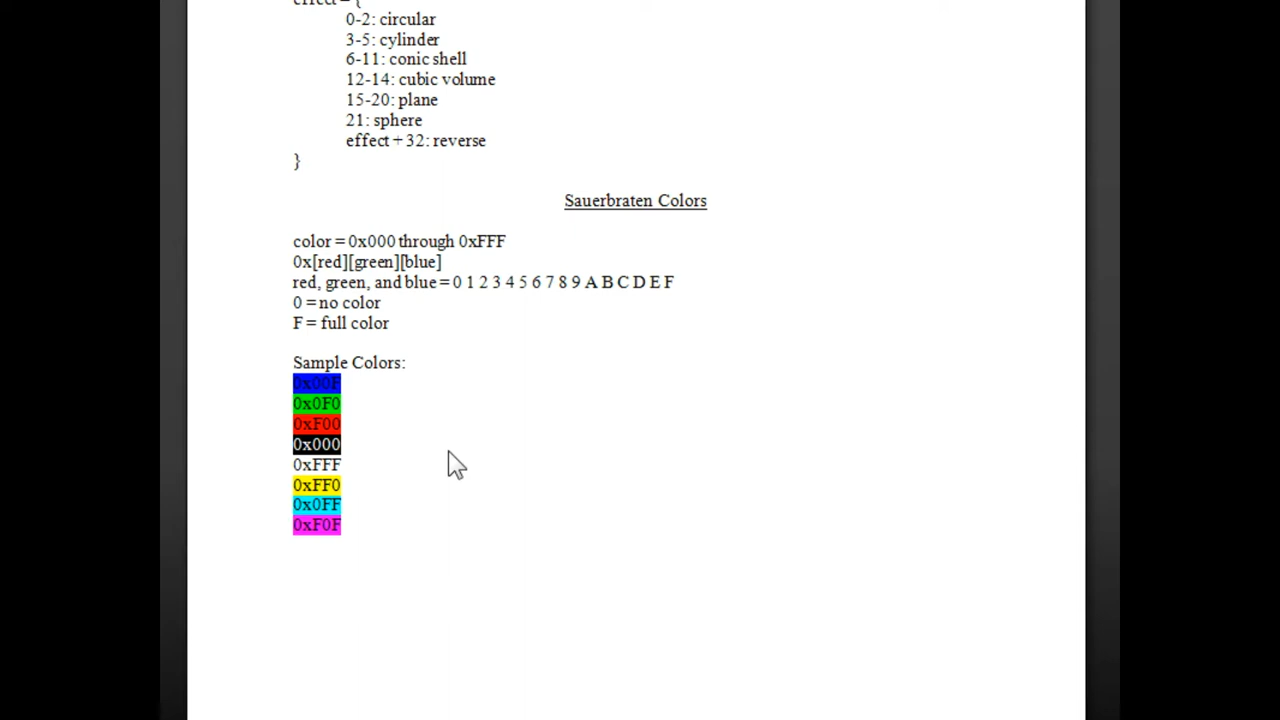 effect = {
0-2: circular
3-5: cylinder
6-11: conic shell
12-14: cubic volume
15-20: plane
21: sphere
effect + 32: reverse
}
Sauerbraten Colors
color = 0x000 through 0xFFF
0x[red][green][blue]
red, green, and blue = 0 1 2 3 4 5 6 7 8 9 A B C D E F
0 = no color
F = full color
Sample Colors:
0x00F
0x0F0
0xF00
0x000
0xFFF
0xFF0
0x0FF
0xF0F